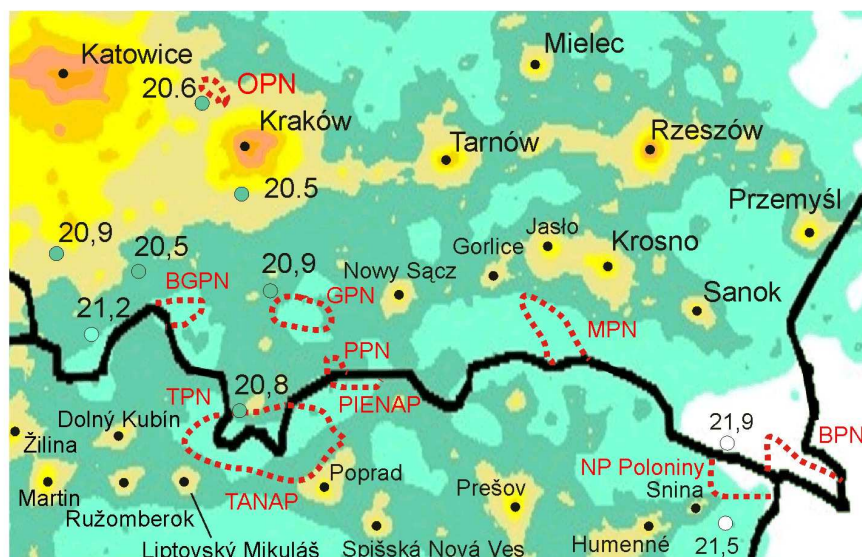 Katowice
Mielec
20.6
OPN
Kraków
Tarnów
Rzeszów
20.5
Przemyśl
20,9
20,5
Jasło
Gorlice
Krosno
BGPN
20,9
Nowy Sącz
GPN
Sanok
21,2
MPN
PPN
TPN
20,8
PIENAP
Dolný Kubín
21,9
BPN
Žilina
NP Poloniny
Poprad
Snina
Martin
TANAP
Prešov
Ružomberok
21,5
Liptovský Mikuláš
Spišská Nová Ves
Humenné